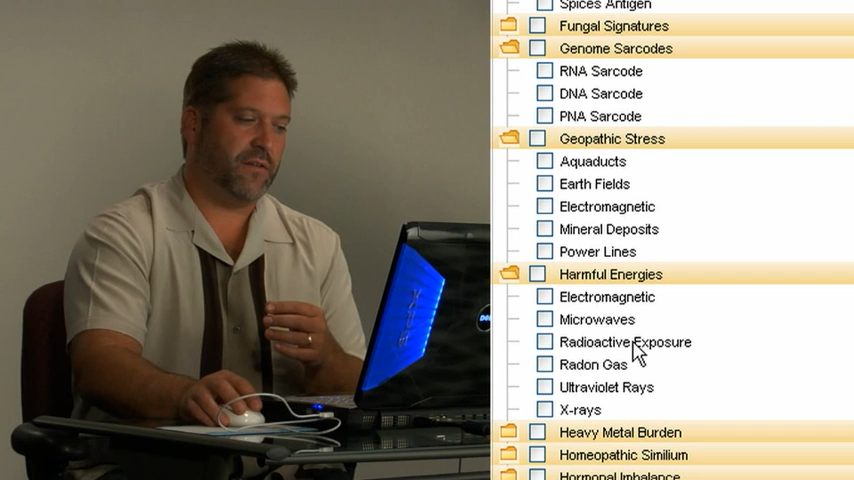 Spices Antigen
Fungal Signatures
Genome Sarcodes
RNA Sarcode
DNA Sarcode
PNA Sarcode
Geopathic Stress
Aquaducts
Earth Fields
Electromagnetic
Mineral Deposits
Power Lines
Harmful Energies
Electromagnetic
Microwaves
Radioactive Exposure
Radon Gas
Ultraviolet Rays
X-rays
Heavy Metal Burden
Homeopathic Similium
Hormonal Imbalance
XPS